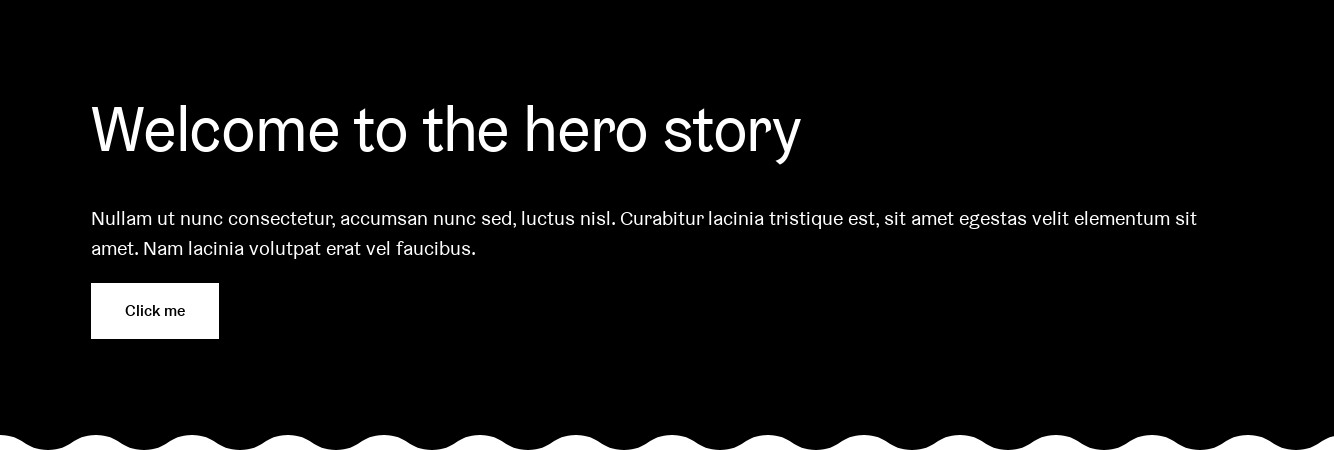 Welcome to the hero story
Nullam ut nunc consectetur, accumsan nunc sed, luctus nisl. Curabitur lacinia tristique est, sit amet egestas velit elementum sit
amet. Nam lacinia volutpat erat vel faucibus.
Click me